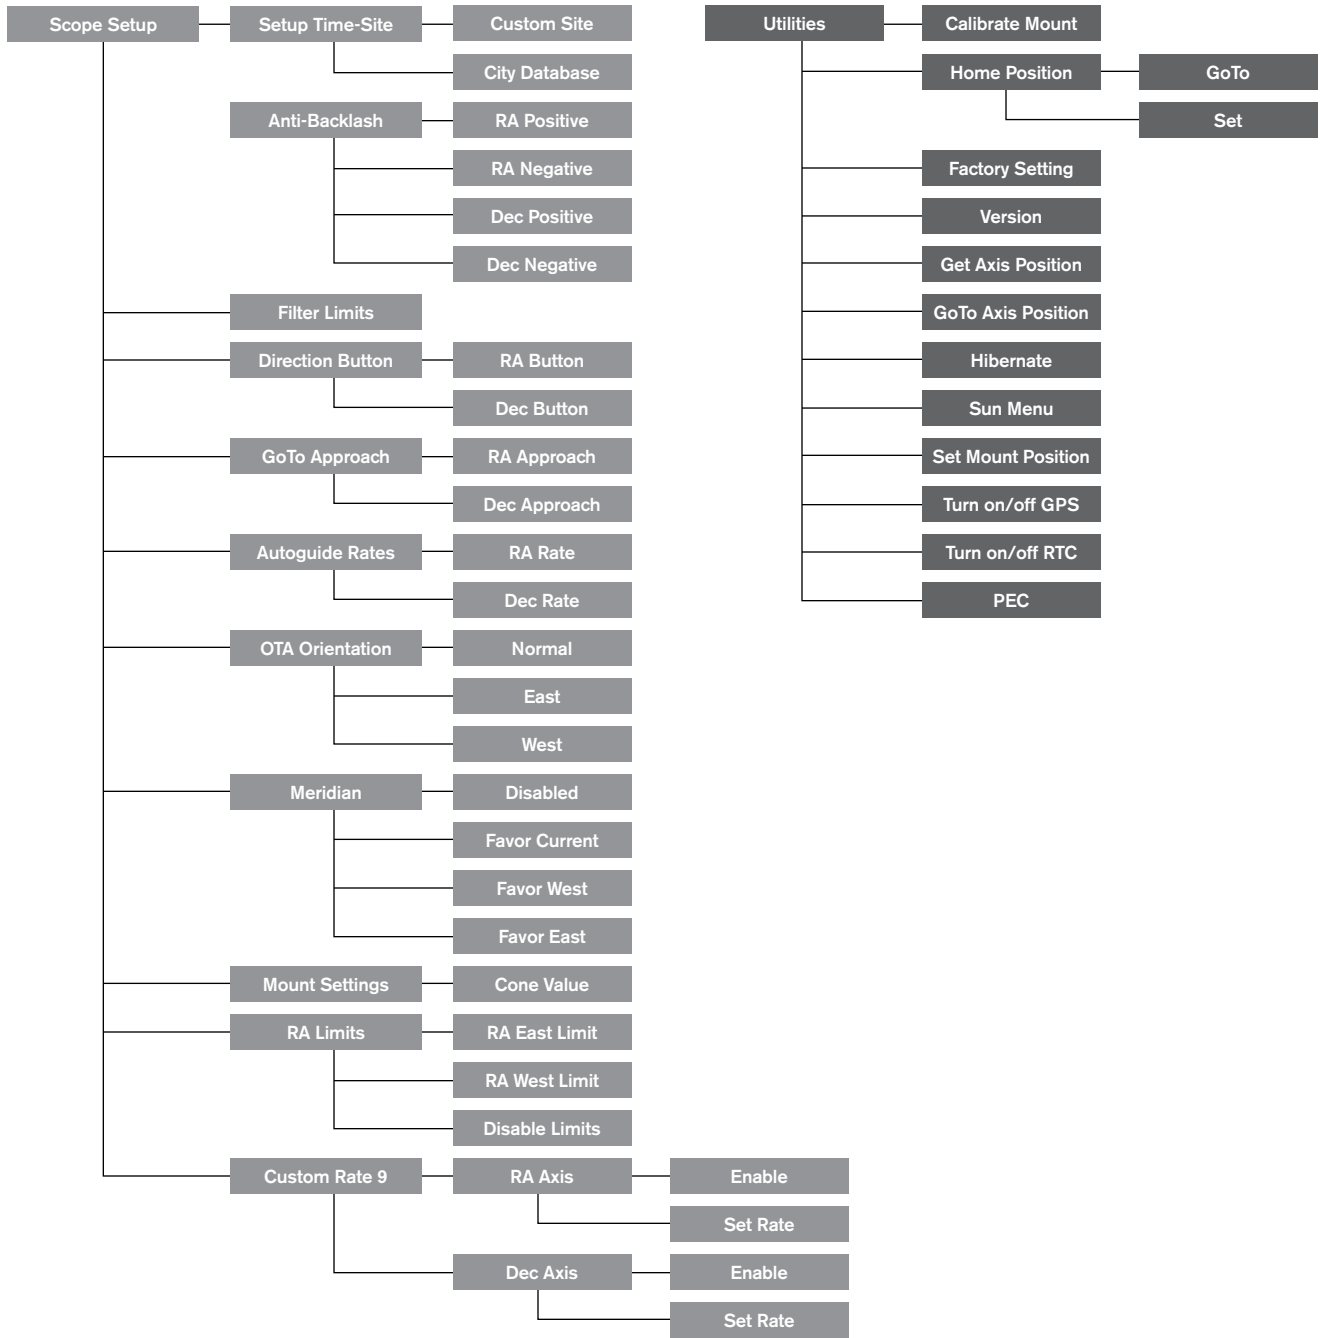 Scope Setup
Setup Time-Site
Custom Site
City Database
Anti-Backlash
RA Positive
RA Negative
Dec Positive
Dec Negative
Filter Limits
Direction Button
RA Button
Dec Button
GoTo Approach
RA Approach
Dec Approach
Autoguide Rates
RA Rate
Dec Rate
OTA Orientation
Normal
East
West
Meridian
Disabled
Favor Current
Favor West
Favor East
Mount Settings
Cone Value
RA Limits
RA East Limit
RA West Limit
Disable Limits
Custom Rate 9
RA Axis
Enable
Set Rate
Dec Axis
Enable
Set Rate
Utilities
Calibrate Mount
Home Position
GoTo
Set
Factory Setting
Version
Get Axis Position
GoTo Axis Position
Hibernate
Sun Menu
Set Mount Position
Turn on/off GPS
Turn on/off RTC
PEC